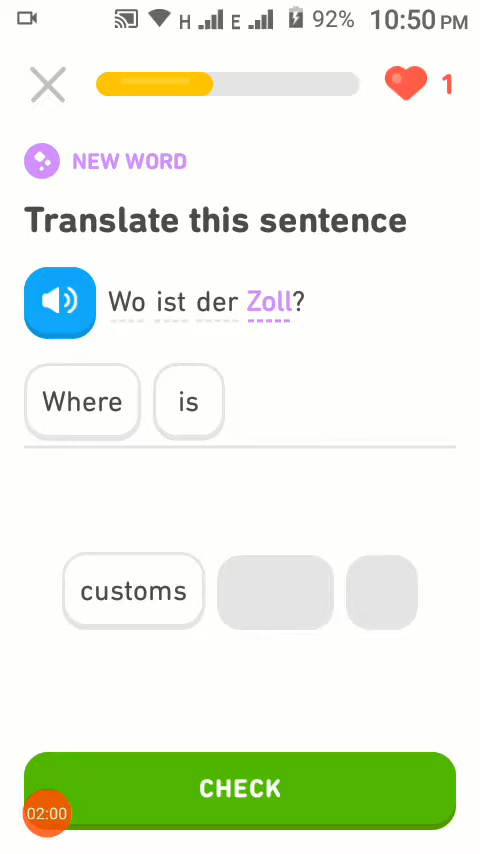 H E 92% 10:50 PM
1
NEW WORD
Translate this sentence
Wo ist der Zoll?
Where is
customs
CHECK
02:00